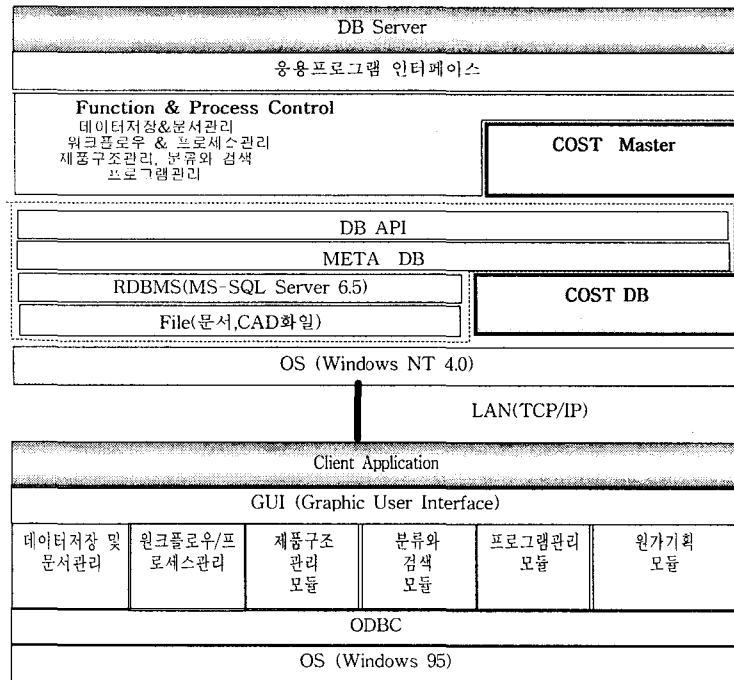 DB Server
응용프로그램 인터페이스
Function & Process Control
데이터저장&문서관리
워크플로우 & 프로세스관리
제품구조관리, 분류와 검색
프로그램관리
COST Master
DB API
META DB
RDBMS(MS-SQL Server 6.5)
File(문서,CAD화일)
COST DB
OS (Windows NT 4.0)
LAN(TCP/IP)
Client Application
GUI (Graphic User Interface)
데이터저장 및
문서관리
원크플로우/프
로세스관리
제품구조
관리
모듈
분류와
검색
모듈
프로그램관리
모듈
원가기획
모듈
ODBC
OS (Windows 95)